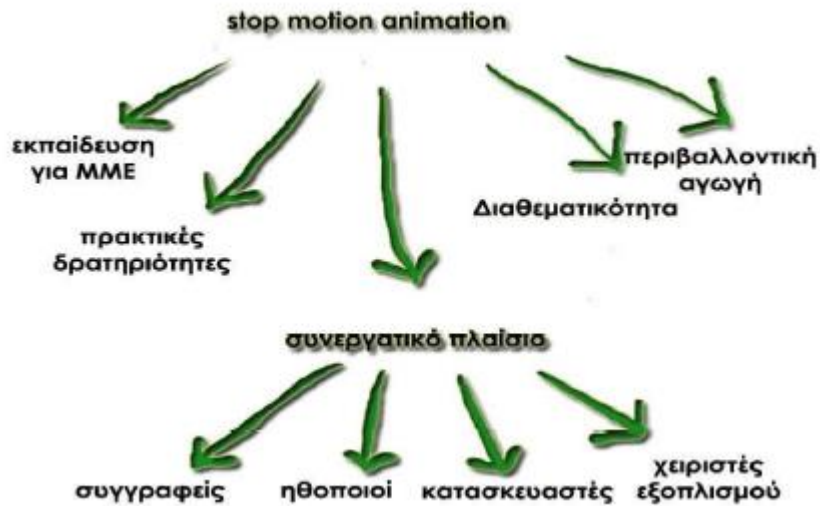 stop motion animation
εκπαίδευση
για ΜΜΕ
πρακτικές
δρατηριότητες
Διαθεματικότητα
περιβαλλοντική
αγωγή
συνεργατικό πλαίσιο
συγγραφείς
ηθοποιοί
κατασκευαστές
χειριστές
εξοπλισμού